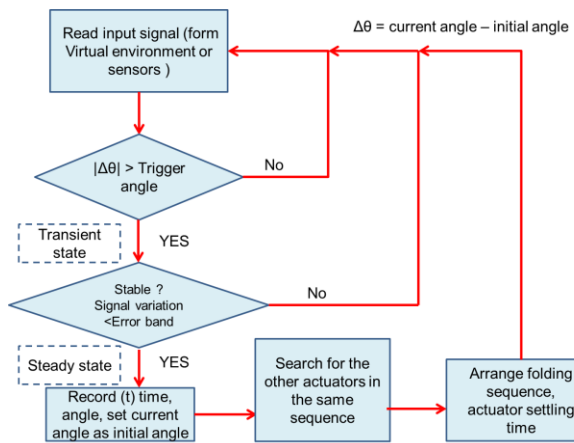 Read input signal (form
Virtual environment or
sensors )
Δθ = current angle – initial angle
|Δθ| > Trigger
angle
No
Transient
state
YES
Stable ?
Signal variation
<Error band
No
Steady state
YES
Record (t) time,
angle, set current
angle as initial angle
Search for the
other actuators in
the same
sequence
Arrange folding
sequence,
actuator settling
time